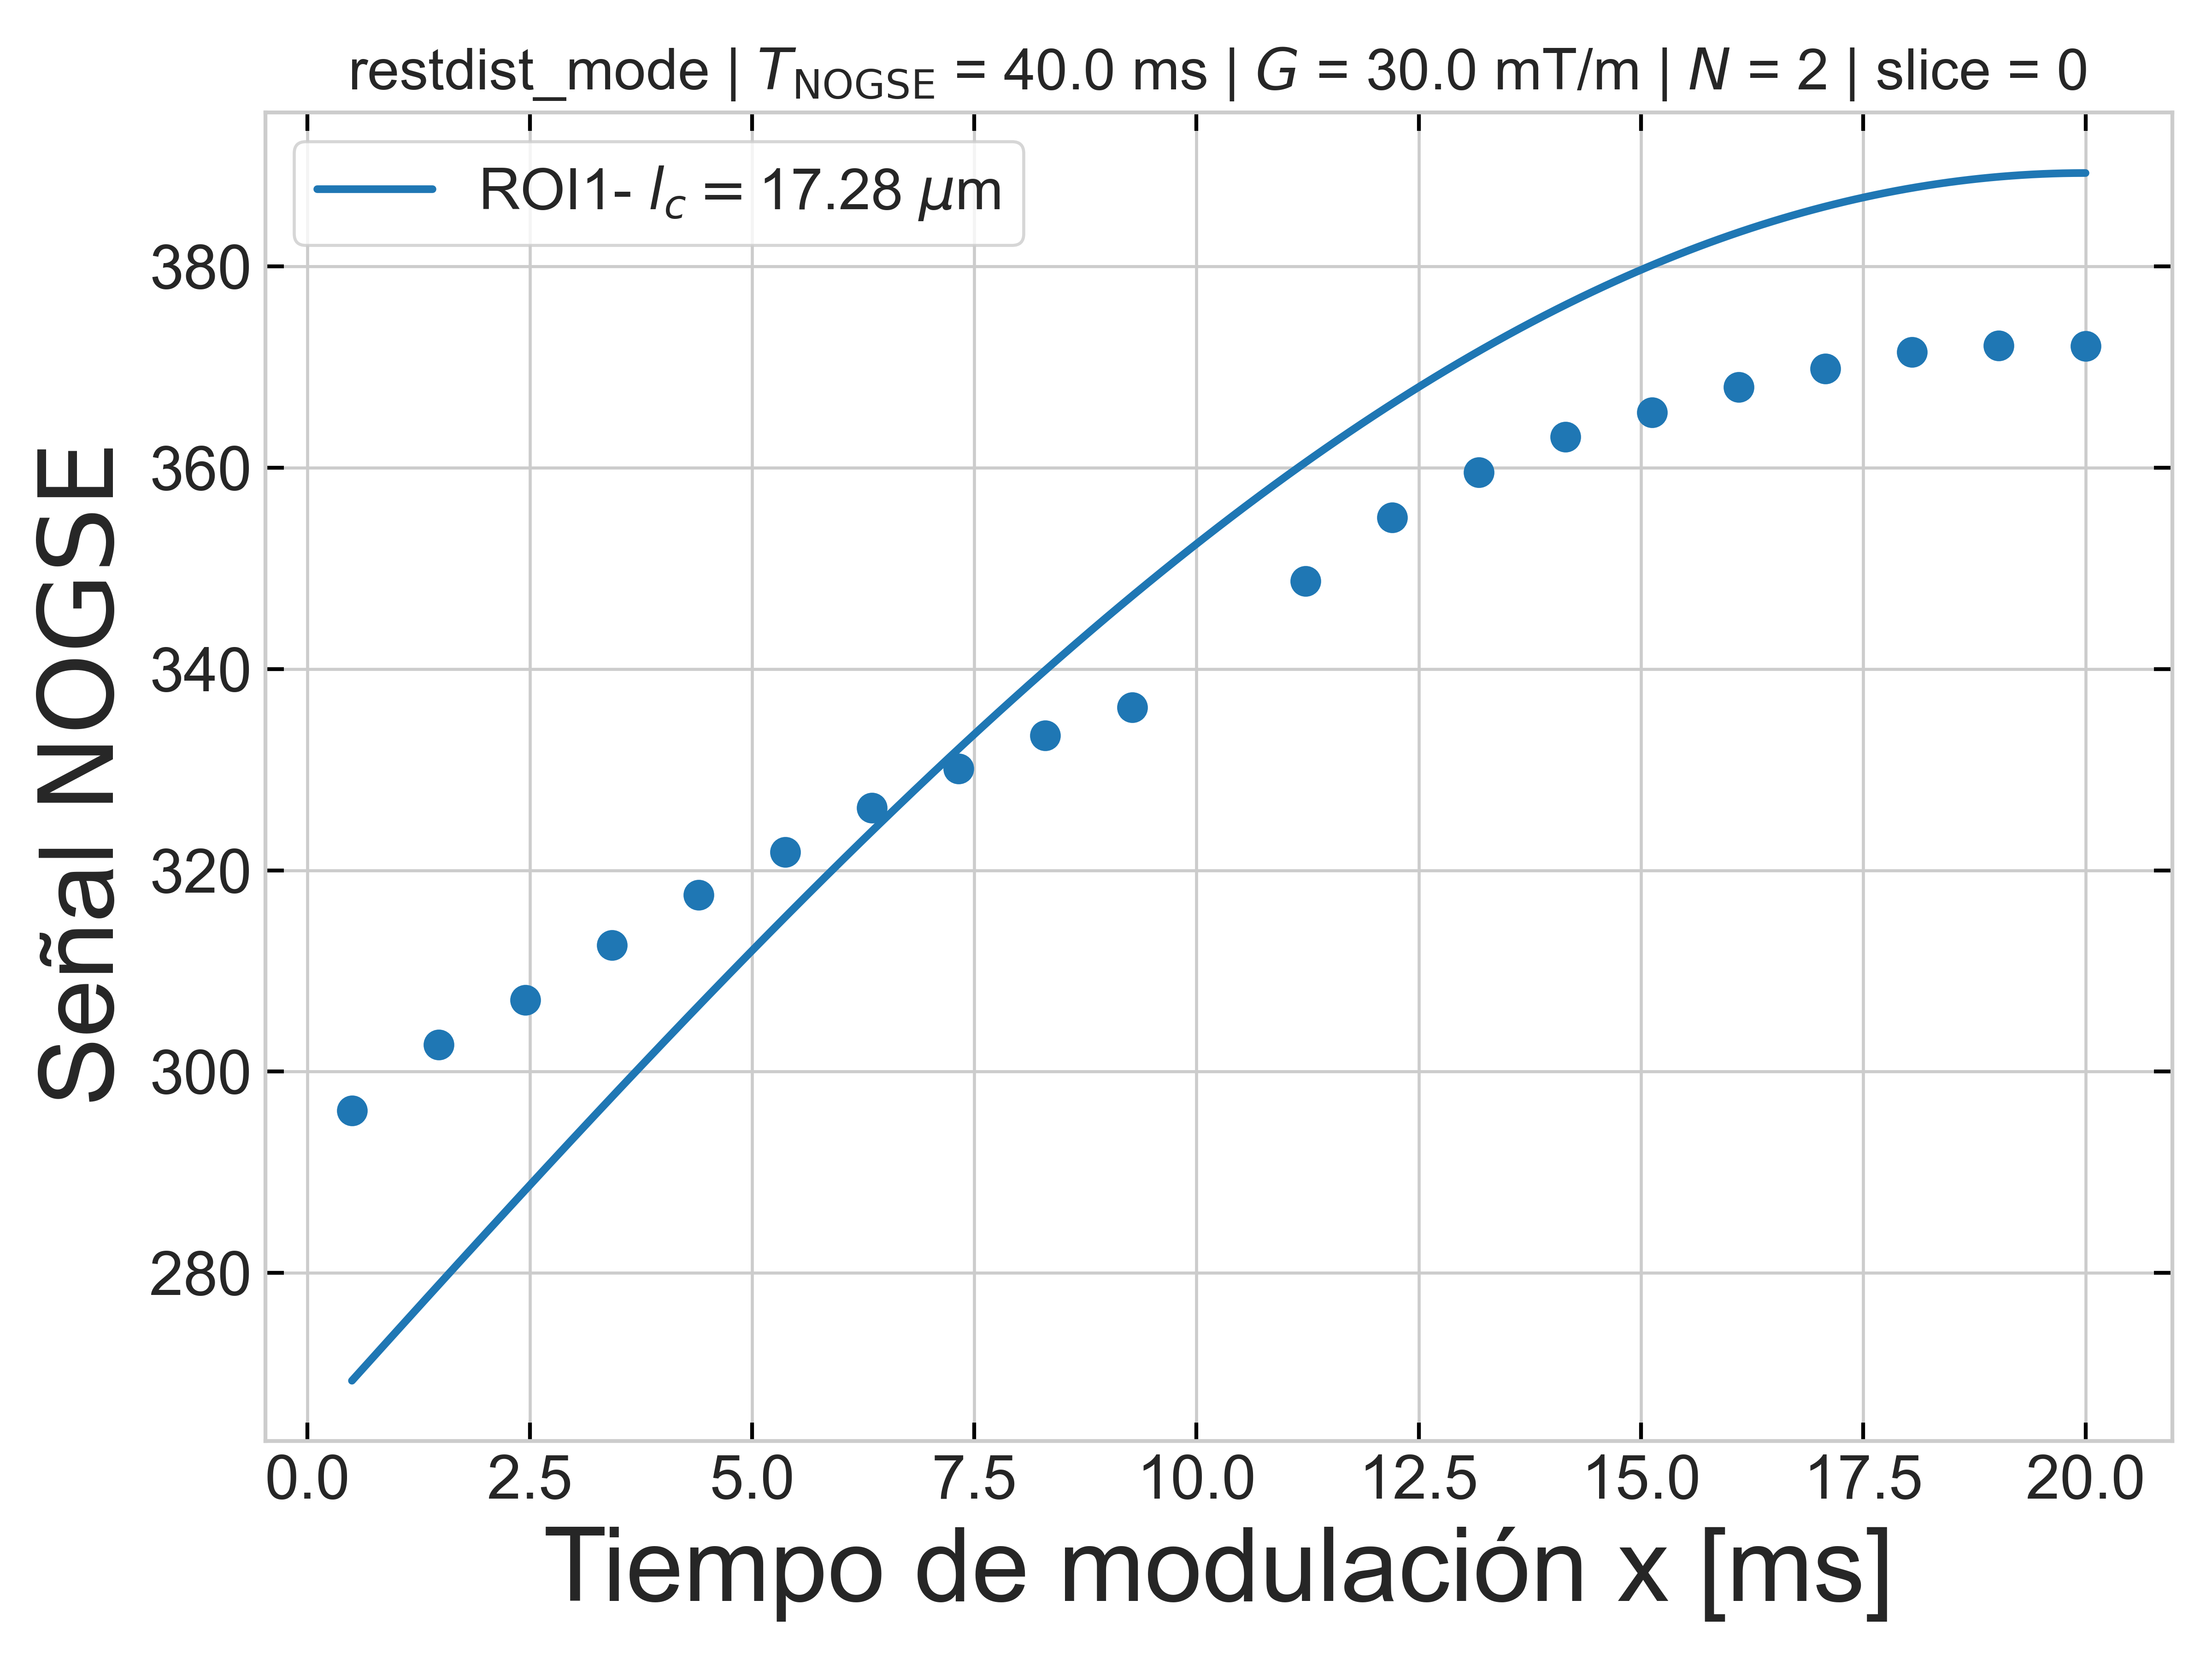 restdist_mode | T_NOGSE = 40.0 ms | G = 30.0 mT/m | N = 2 | slice = 0
ROI1- l_c = 17.28 μm
Señal NOGSE
380
360
340
320
300
280
0.0 2.5 5.0 7.5 10.0 12.5 15.0 17.5 20.0
Tiempo de modulación x [ms]